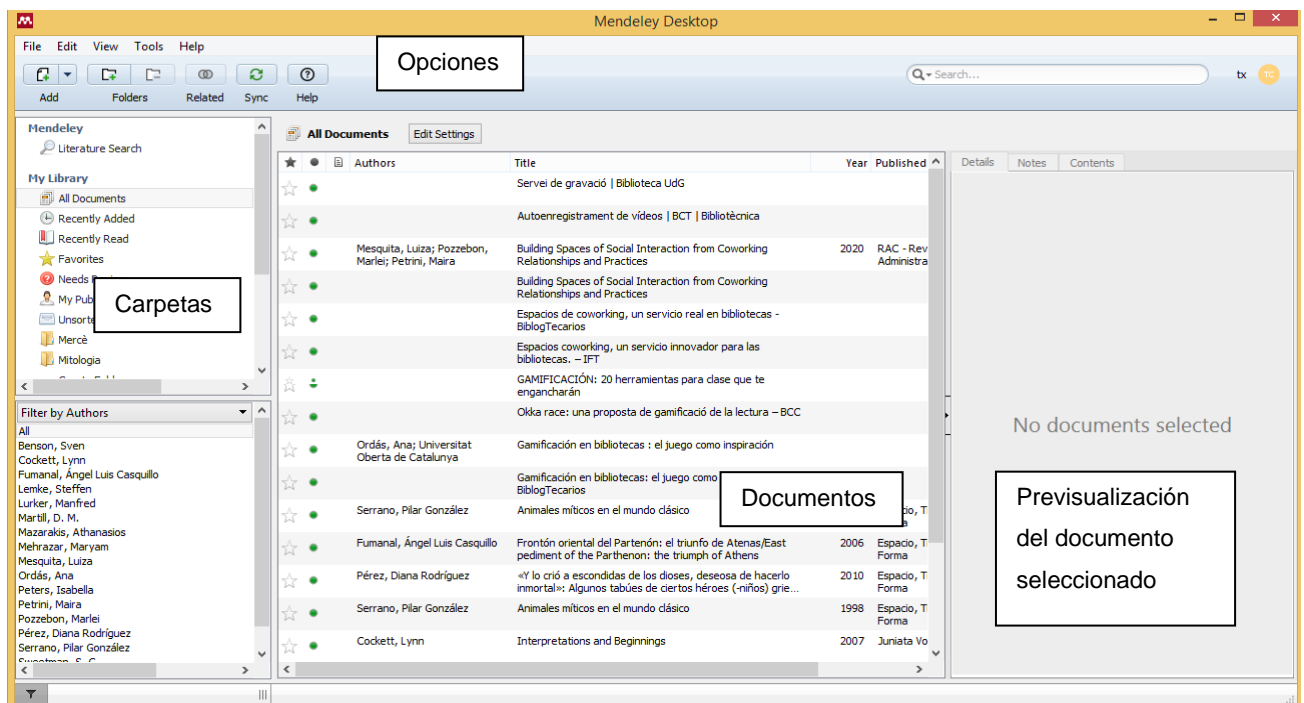 Mendeley Desktop
File Edit View Tools Help
Opciones
Search...
tx TC
Add Folders Related Sync Help
Mendeley
Literature Search
My Library
All Documents
Recently Added
Recently Read
Favorites
Needs
My Pub
Unsorte
Mercè
Mitologia
Carpetas
Filter by Authors
All
Benson, Sven
Cockett, Lynn
Fumanal, Ángel Luis Casquillo
Lemke, Steffen
Lurker, Manfred
Martill, D. M.
Mazarakis, Athanasios
Mehrazar, Maryam
Mesquita, Luiza
Ordás, Ana
Peters, Isabella
Petrini, Maira
Pozzebon, Marlei
Pérez, Diana Rodríguez
Serrano, Pilar González
All Documents Edit Settings
Authors Title Year Published
Servei de gravació | Biblioteca UdG
Autoenregistrament de vídeos | BCT | Bibliotècnica
Mesquita, Luiza; Pozzebon, Building Spaces of Social Interaction from Coworking 2020 RAC - Rev
Marlei; Petrini, Maira Relationships and Practices Administra
Building Spaces of Social Interaction from Coworking
Relationships and Practices
Espacios de coworking, un servicio real en bibliotecas -
BiblogTecarios
Espacios coworking, un servicio innovador para las
bibliotecas. – IFT
GAMIFICACIÓN: 20 herramientas para clase que te
engancharán
Okka race: una proposta de gamificació de la lectura – BCC
Ordás, Ana; Universitat Gamificación en bibliotecas : el juego como inspiración
Oberta de Catalunya
Gamificación en bibliotecas: el juego como
BiblogTecarios
Documentos
Serrano, Pilar González Animales míticos en el mundo clásico
Fumanal, Ángel Luis Casquillo Frontón oriental del Partenón: el triunfo de Atenas/East 2006 Espacio, T
pediment of the Parthenon: the triumph of Athens Forma
Pérez, Diana Rodríguez «Y lo crió a escondidas de los dioses, deseosa de hacerlo 2010 Espacio, T
inmortal»: Algunos tabúes de ciertos héroes (-niños) grie... Forma
Serrano, Pilar González Animales míticos en el mundo clásico 1998 Espacio, T
Forma
Cockett, Lynn Interpretations and Beginnings 2007 Juniata Vo
Details Notes Contents
No documents selected
Previsualización
del documento
seleccionado